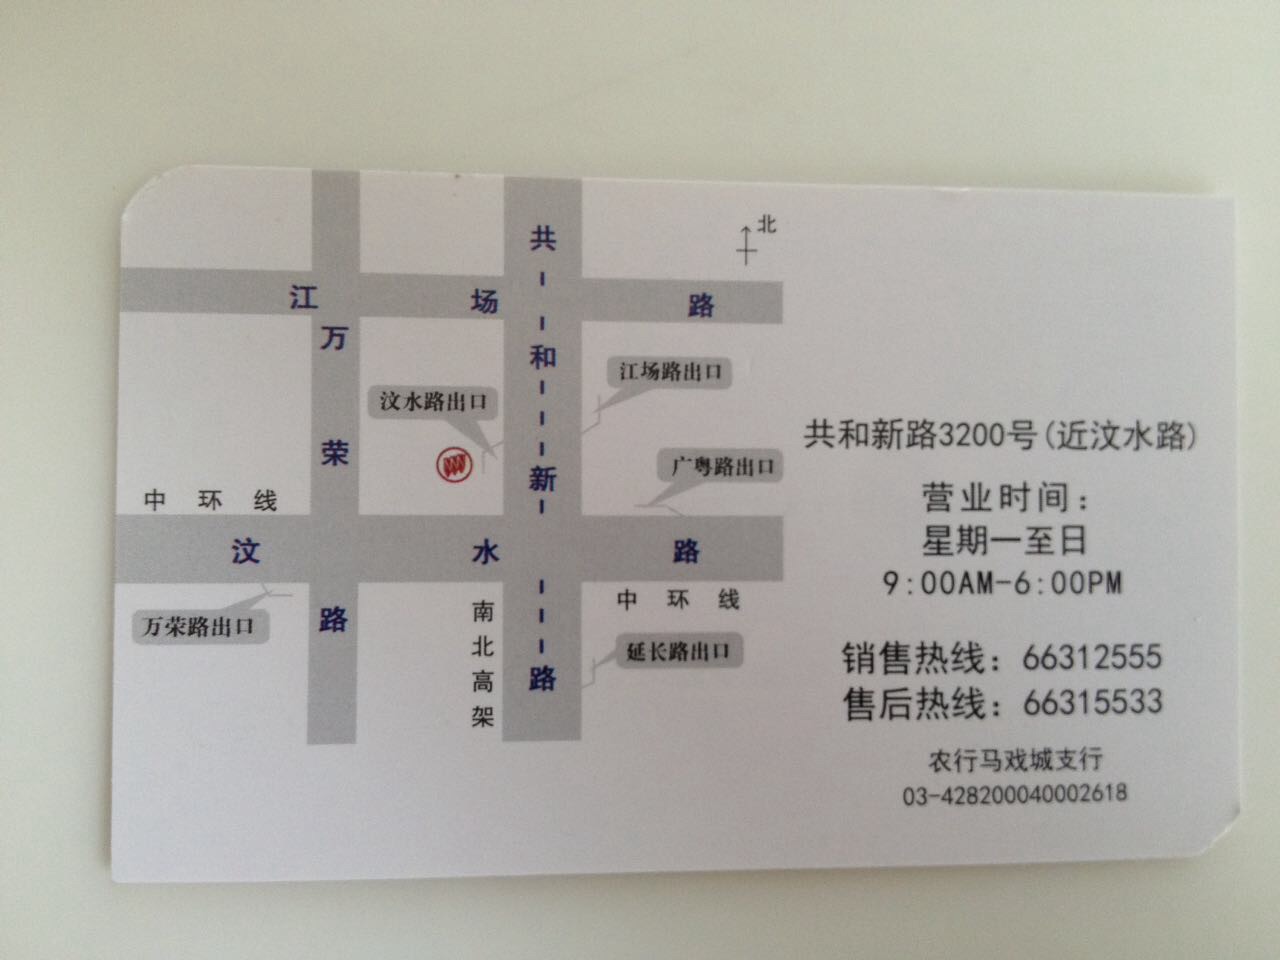 北
共和新路
江场路
万荣路
江场路出口
汶水路出口
广粤路出口
中环线
汶水路
中环线
南北高架
万荣路出口
延长路出口
共和新路3200号(近汶水路)
营业时间:
星期一至日
9:00AM-6:00PM
销售热线: 66312555
售后热线: 66315533
农行马戏城支行
03-428200040002618